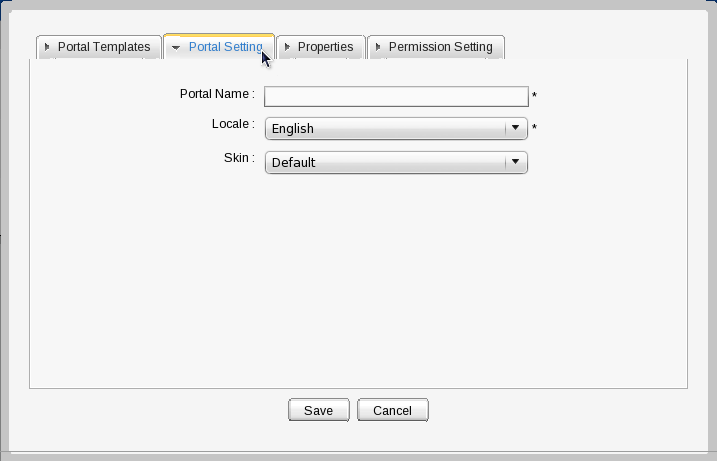 Portal Templates Portal Setting Properties Permission Setting
Portal Name : *
Locale : English *
Skin : Default
Save Cancel